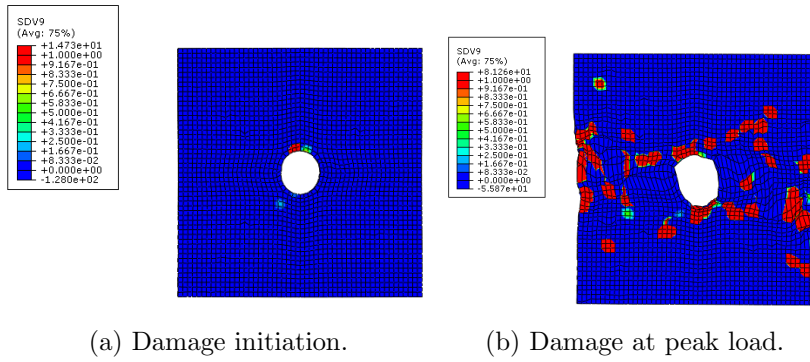 SDV9
(Avg: 75%)
+1.473e+01
+1.000e+00
+9.167e-01
+8.333e-01
+7.500e-01
+6.667e-01
+5.833e-01
+5.000e-01
+4.167e-01
+3.333e-01
+2.500e-01
+1.667e-01
+8.333e-02
+0.000e+00
-1.280e+02
SDV9
(Avg: 75%)
+8.126e+01
+1.000e+00
+9.167e-01
+8.333e-01
+7.500e-01
+6.667e-01
+5.833e-01
+5.000e-01
+4.167e-01
+3.333e-01
+2.500e-01
+1.667e-01
+8.333e-02
+0.000e+00
-5.587e+01
(a) Damage initiation.
(b) Damage at peak load.